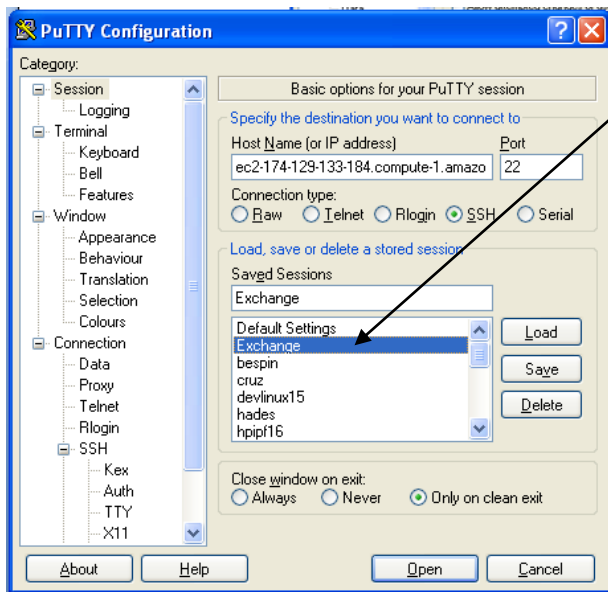 PuTTY Configuration
Category:
Session
Logging
Terminal
Keyboard
Bell
Features
Window
Appearance
Behaviour
Translation
Selection
Colours
Connection
Data
Proxy
Telnet
Rlogin
SSH
Kex
Auth
TTY
X11
Basic options for your PuTTY session
Specify the destination you want to connect to
Host Name (or IP address) Port
ec2-174-129-133-184.compute-1.amazo 22
Connection type:
Raw Telnet Rlogin SSH Serial
Load, save or delete a stored session
Saved Sessions
Exchange
Default Settings
Exchange
bespin
cruz
devlinux15
hades
hpipf16
Load
Save
Delete
Close window on exit:
Always Never Only on clean exit
About Help Open Cancel